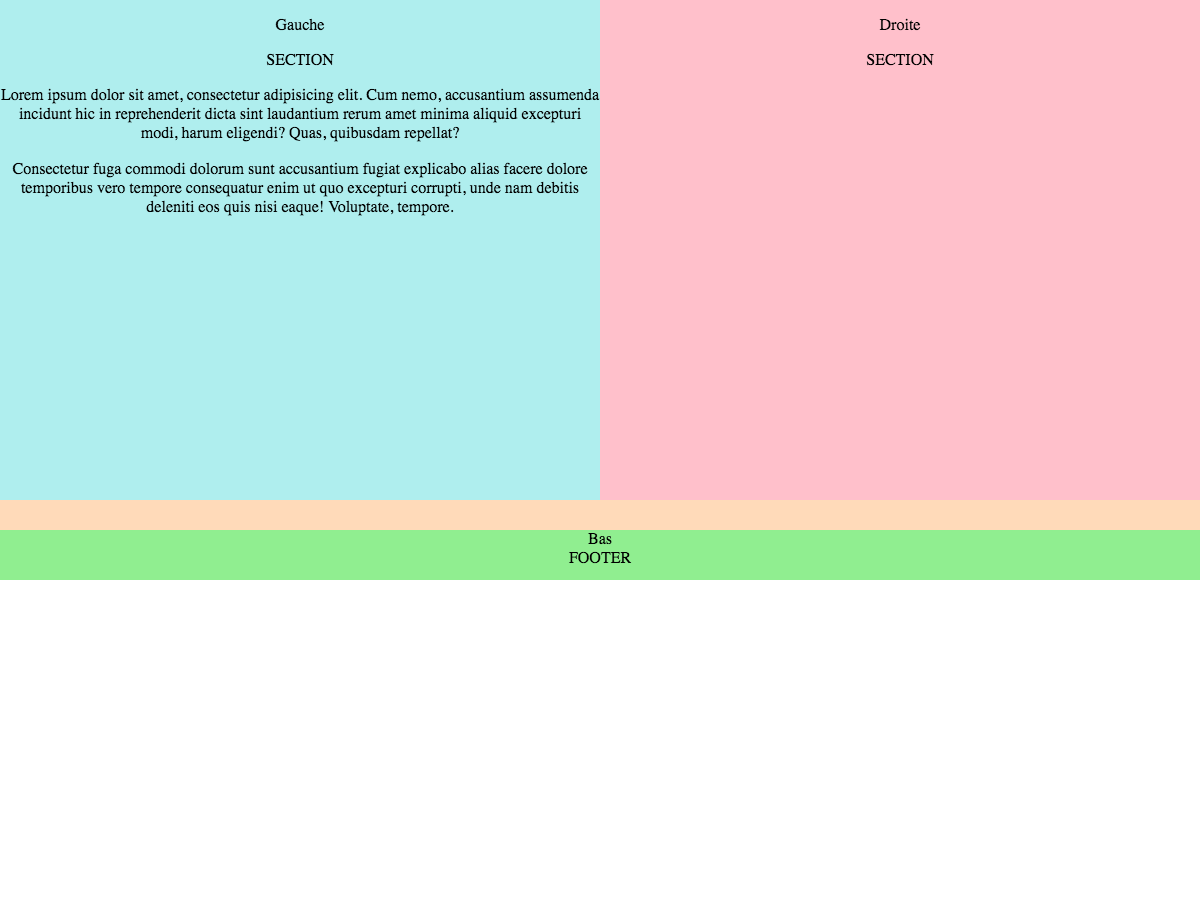 Gauche
SECTION
Lorem ipsum dolor sit amet, consectetur adipisicing elit. Cum nemo, accusantium assumenda
incidunt hic in reprehenderit dicta sint laudantium rerum amet minima aliquid excepturi
modi, harum eligendi? Quas, quibusdam repellat?
Consectetur fuga commodi dolorum sunt accusantium fugiat explicabo alias facere dolore
temporibus vero tempore consequatur enim ut quo excepturi corrupti, unde nam debitis
deleniti eos quis nisi eaque! Voluptate, tempore.
Droite
SECTION
Bas
FOOTER